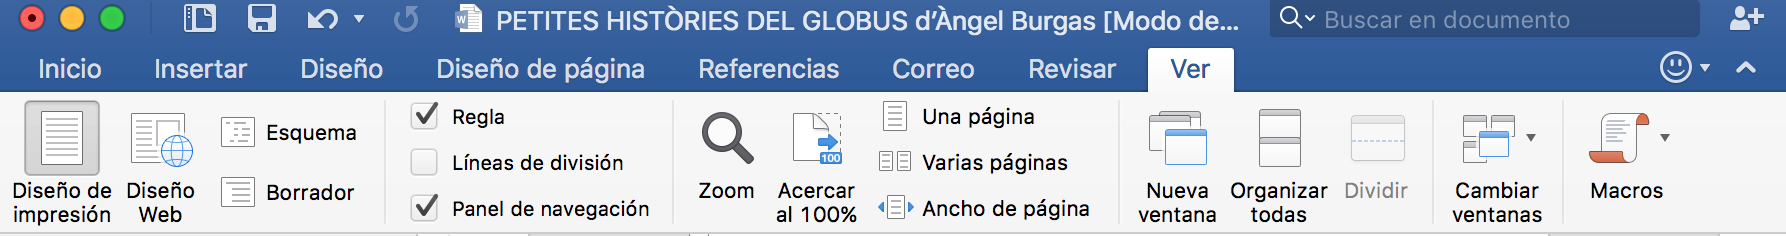 PETITES HISTÒRIES DEL GLOBUS d’Àngel Burgas [Modo de...
Buscar en documento
Inicio
Insertar
Diseño
Diseño de página
Referencias
Correo
Revisar
Ver
Diseño de
impresión
Diseño
Web
Esquema
Borrador
Regla
Líneas de división
Panel de navegación
Zoom
Acercar
al 100%
100
Una página
Varias páginas
Ancho de página
Nueva
ventana
Organizar
todas
Dividir
Cambiar
ventanas
Macros